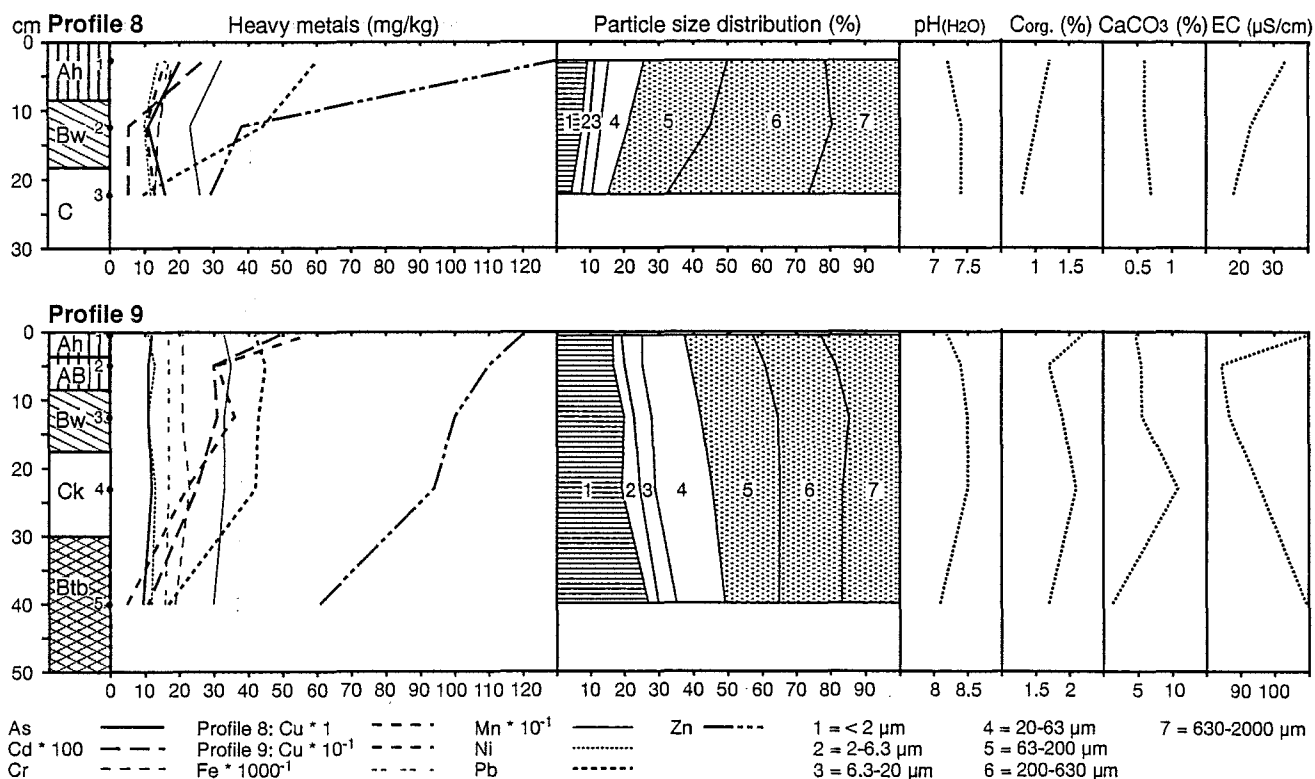 cm Profile 8 Heavy metals (mg/kg) Particle size distribution (%) pH(H2O) Corg. (%) CaCO3 (%) EC (µS/cm)
0
Ah 1
10
Bw 2 1 2 3 4 5 6 7
20
3
C
30
0 10 20 30 40 50 60 70 80 90 100 110 120 10 20 30 40 50 60 70 80 90 7 7.5 1 1.5 0.5 1 20 30
Profile 9
0
Ah 1
2
AB
10
Bw 3
20
Ck 4 1 2 3 4 5 6 7
30
Btb
40 5
50
0 10 20 30 40 50 60 70 80 90 100 110 120 10 20 30 40 50 60 70 80 90 8 8.5 1.5 2 5 10 90 100
As Profile 8: Cu * 1 Mn * 10⁻¹ Zn 1 = < 2 µm 4 = 20-63 µm 7 = 630-2000 µm
Cd * 100 Profile 9: Cu * 10⁻¹ Ni 2 = 2-6.3 µm 5 = 63-200 µm
Cr Fe * 1000⁻¹ Pb 3 = 6.3-20 µm 6 = 200-630 µm